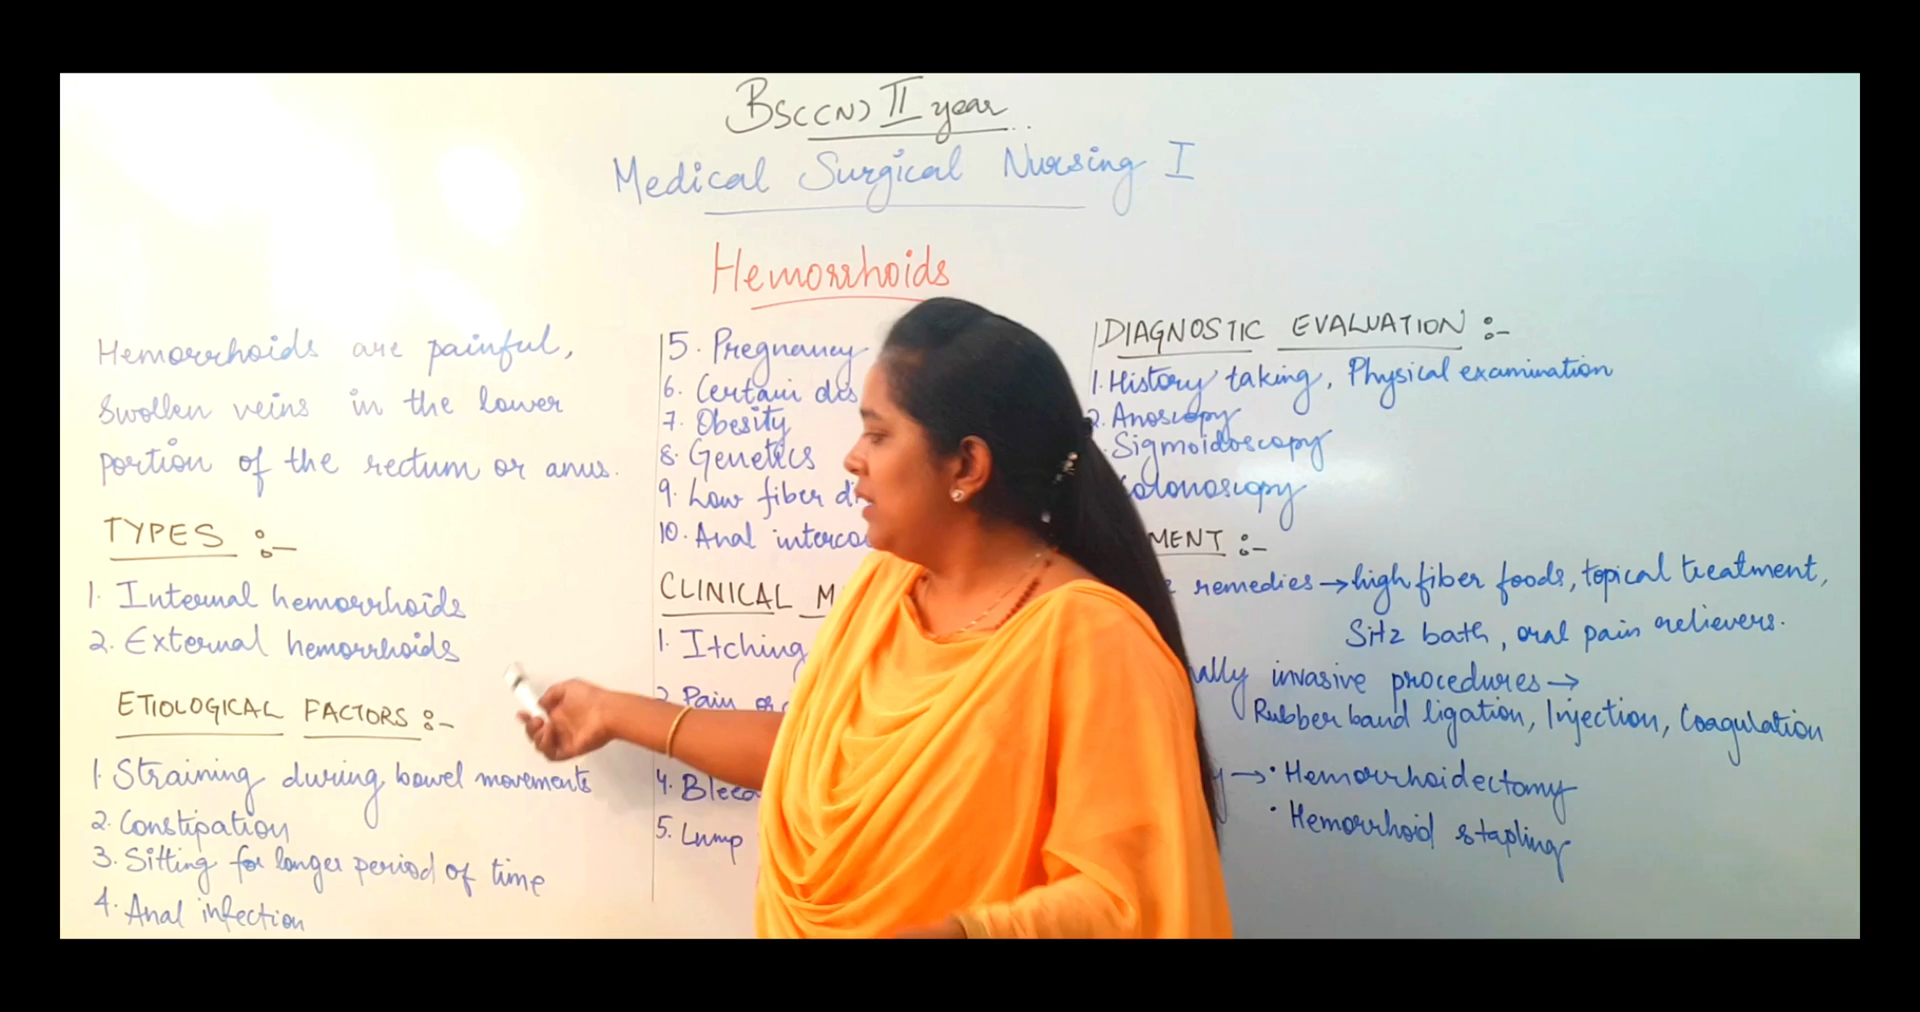 BSC(N) II year
Medical Surgical Nursing I
Hemorrhoids
Hemorrhoids are painful,
swollen veins in the lower
portion of the rectum or anus.
TYPES :-
1. Internal hemorrhoids
2. External hemorrhoids
ETIOLOGICAL FACTORS :-
1. Straining during bowel movements
2. Constipation
3. Sitting for longer period of time
4. Anal infection
5. Pregnancy
6. Certain
7. Obesity
8. Genetics
9. Low fiber
10. Anal
CLINICAL
1. Itching
2. Pain or
4.
5. Lump
DIAGNOSTIC EVALUATION :-
1. History taking, Physical examination
2. Anoscopy
Sigmoidoscopy
Colonoscopy
:-
remedies → high fiber foods, topical treatment,
Sitz bath, oral pain relievers.
invasive procedures →
Rubber band ligation, Injection, Coagulation
→ • Hemorrhoidectomy
• Hemorrhoid stapling